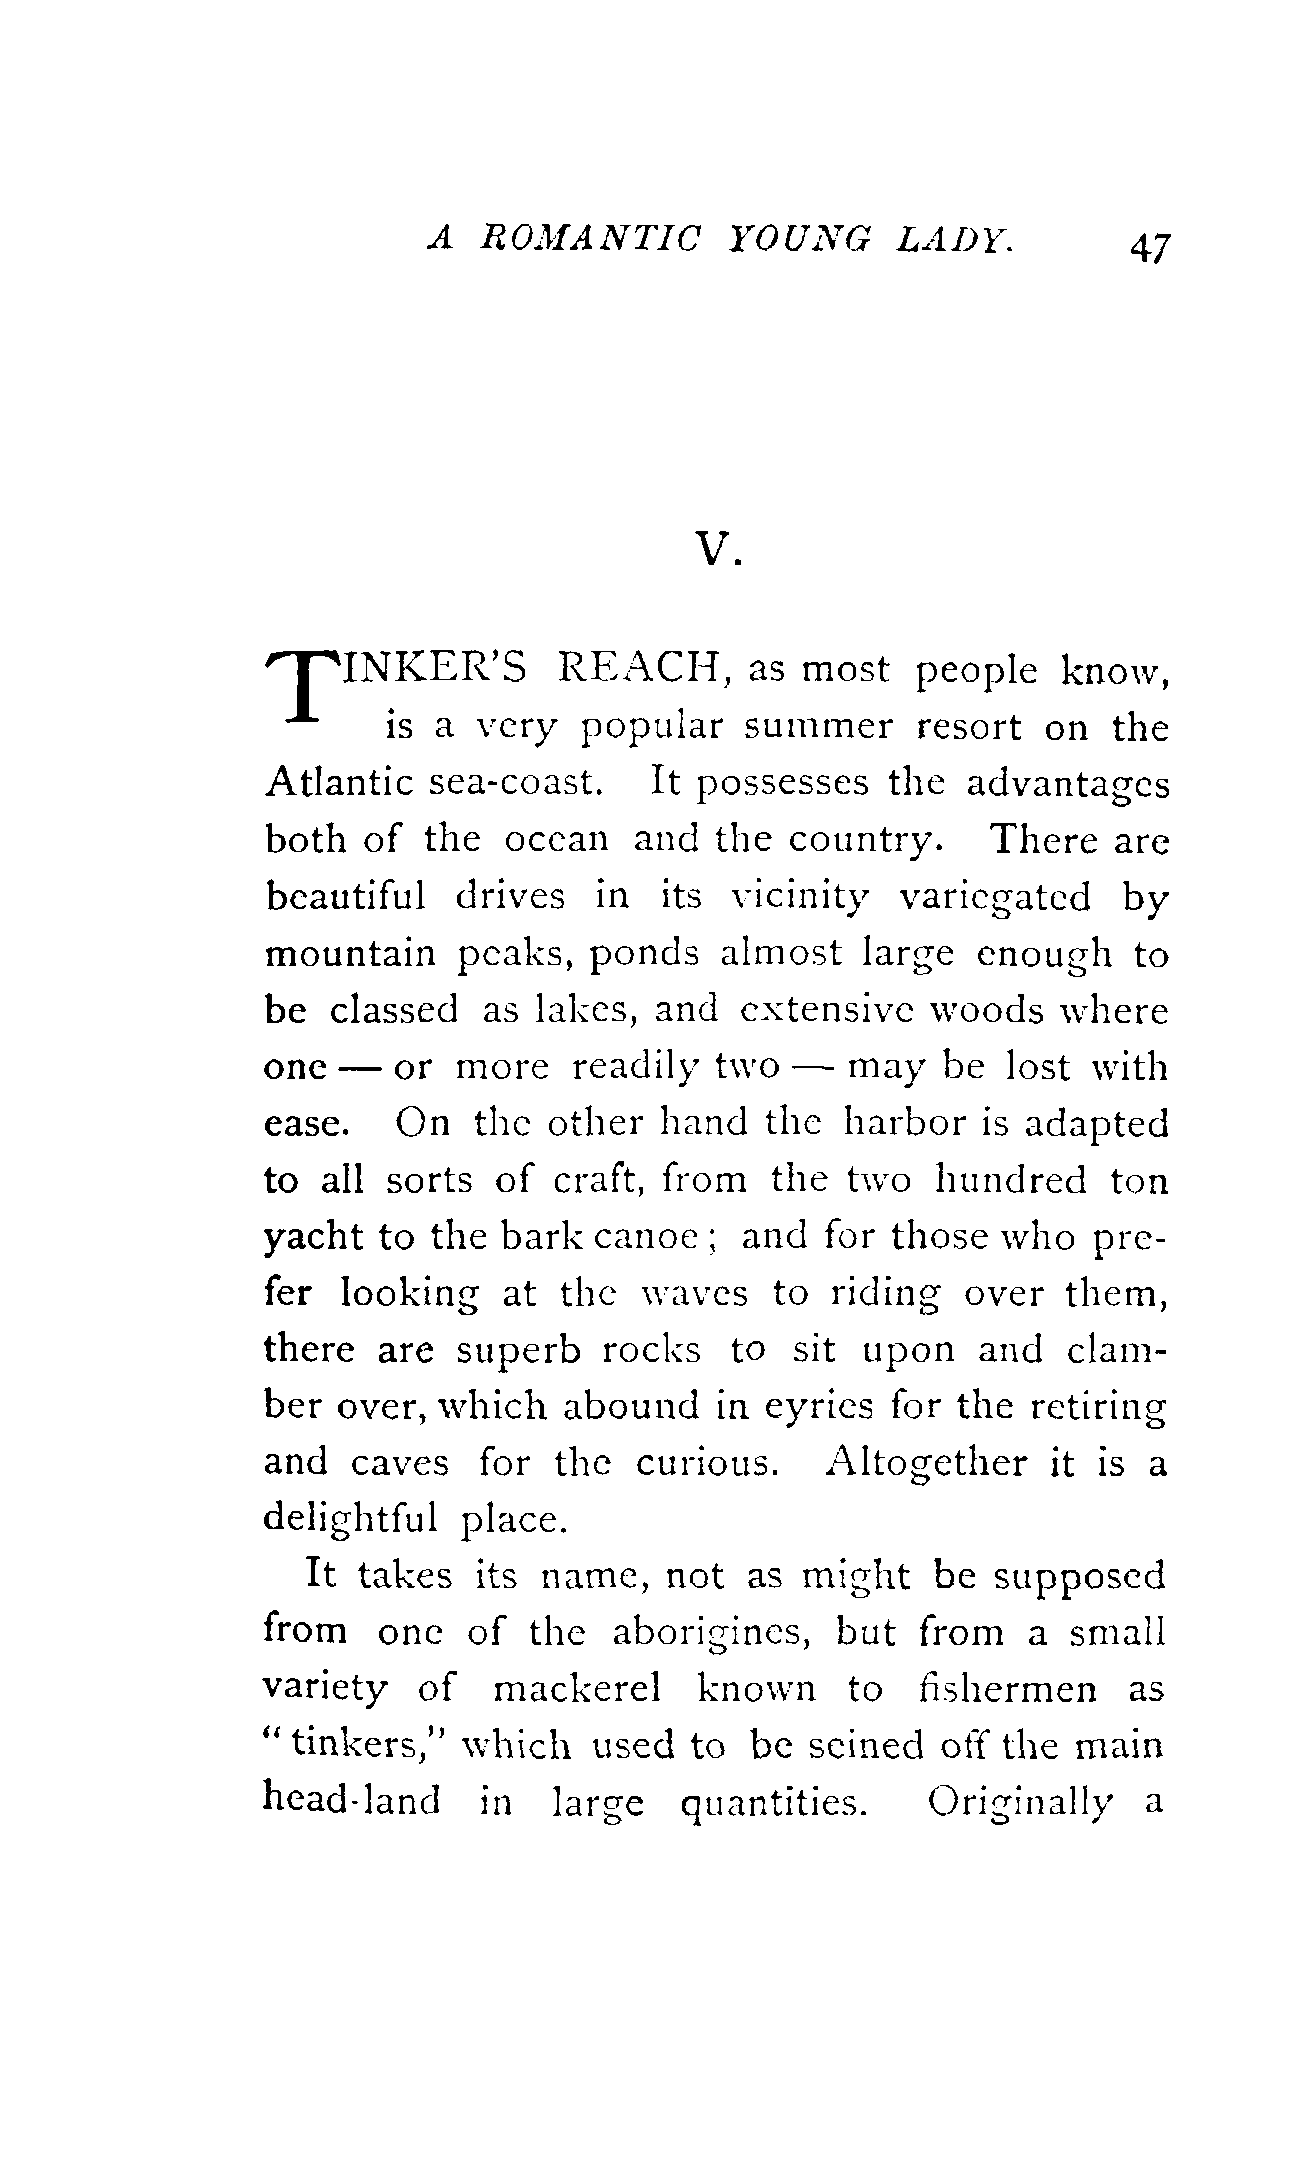 A ROMANTIC YOUNG LADY. 47
V.
TINKER'S REACH, as most people know,
is a very popular summer resort on the
Atlantic sea-coast. It possesses the advantages
both of the ocean and the country. There are
beautiful drives in its vicinity variegated by
mountain peaks, ponds almost large enough to
be classed as lakes, and extensive woods where
one — or more readily two — may be lost with
ease. On the other hand the harbor is adapted
to all sorts of craft, from the two hundred ton
yacht to the bark canoe; and for those who pre-
fer looking at the waves to riding over them,
there are superb rocks to sit upon and clam-
ber over, which abound in eyries for the retiring
and caves for the curious. Altogether it is a
delightful place.
It takes its name, not as might be supposed
from one of the aborigines, but from a small
variety of mackerel known to fishermen as
"tinkers," which used to be seined off the main
head-land in large quantities. Originally a